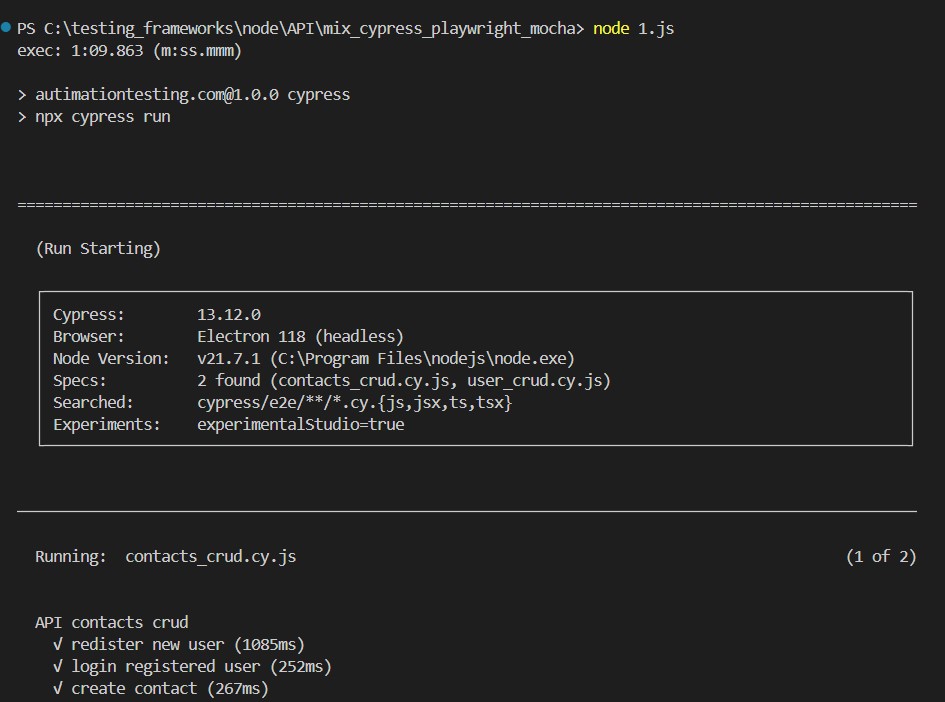 PS C:\testing_frameworks\node\API\mix_cypress_playwright_mocha> node 1.js
exec: 1:09.863 (m:ss.mmm)
> autimationtesting.com@1.0.0 cypress
> npx cypress run
====================================================================================================
(Run Starting)
Cypress: 13.12.0
Browser: Electron 118 (headless)
Node Version: v21.7.1 (C:\Program Files\nodejs\node.exe)
Specs: 2 found (contacts_crud.cy.js, user_crud.cy.js)
Searched: cypress/e2e/**/*.cy.{js,jsx,ts,tsx}
Experiments: experimentalStudio=true
Running: contacts_crud.cy.js (1 of 2)
API contacts crud
√ redister new user (1085ms)
√ login registered user (252ms)
√ create contact (267ms)